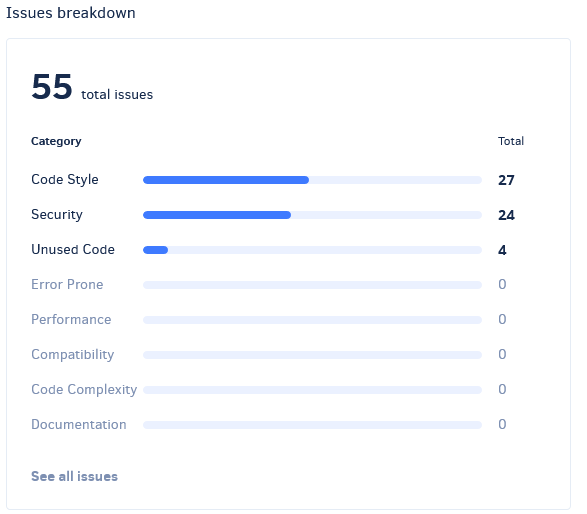 Issues breakdown
55 total issues
Category Total
Code Style 27
Security 24
Unused Code 4
Error Prone 0
Performance 0
Compatibility 0
Code Complexity 0
Documentation 0
See all issues